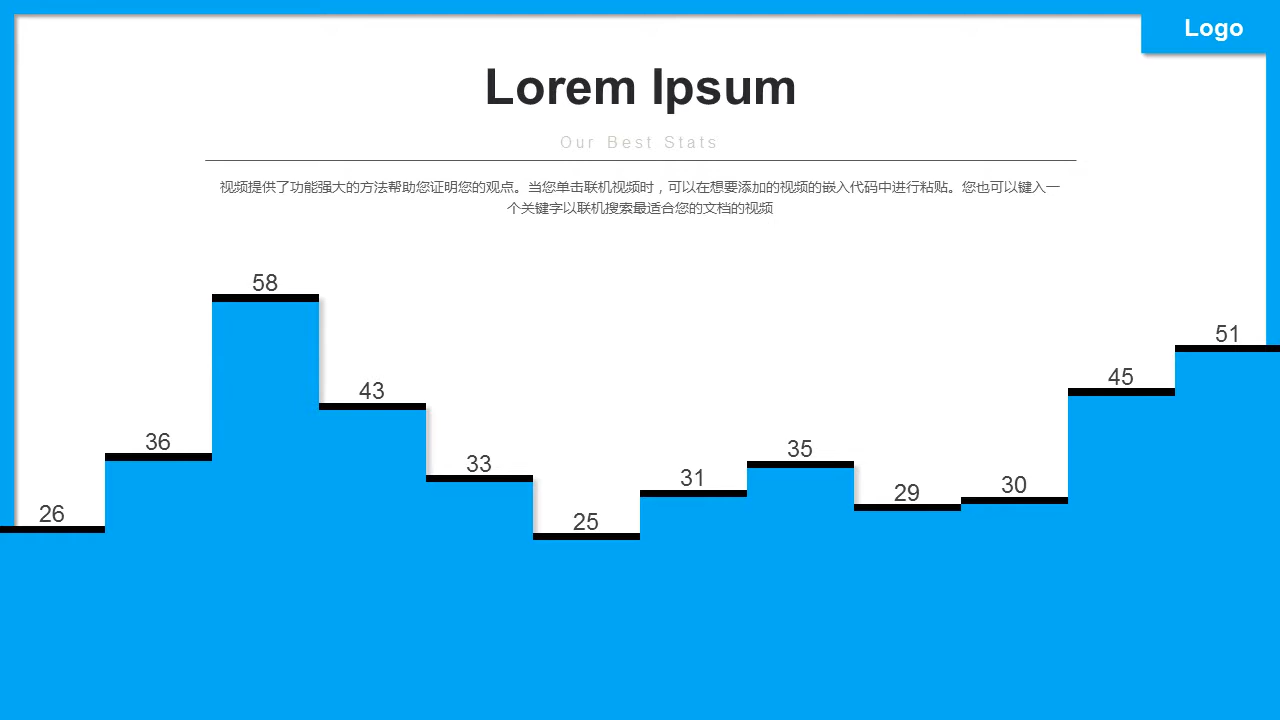 Logo
Lorem Ipsum
Our Best Stats
视频提供了功能强大的方法帮助您证明您的观点。当您单击联机视频时，可以在想要添加的视频的嵌入代码中进行粘贴。您也可以键入一
个关键字以联机搜索最适合您的文档的视频
58
51
43
45
36
33
35
31
30
29
26
25